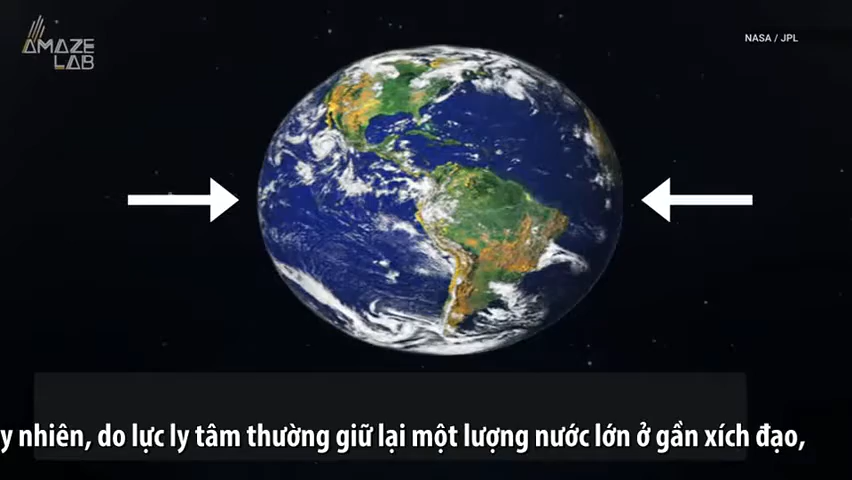 AMAZE
LAB
NASA / JPL
y nhiên, do lực ly tâm thường giữ lại một lượng nước lớn ở gần xích đạo,